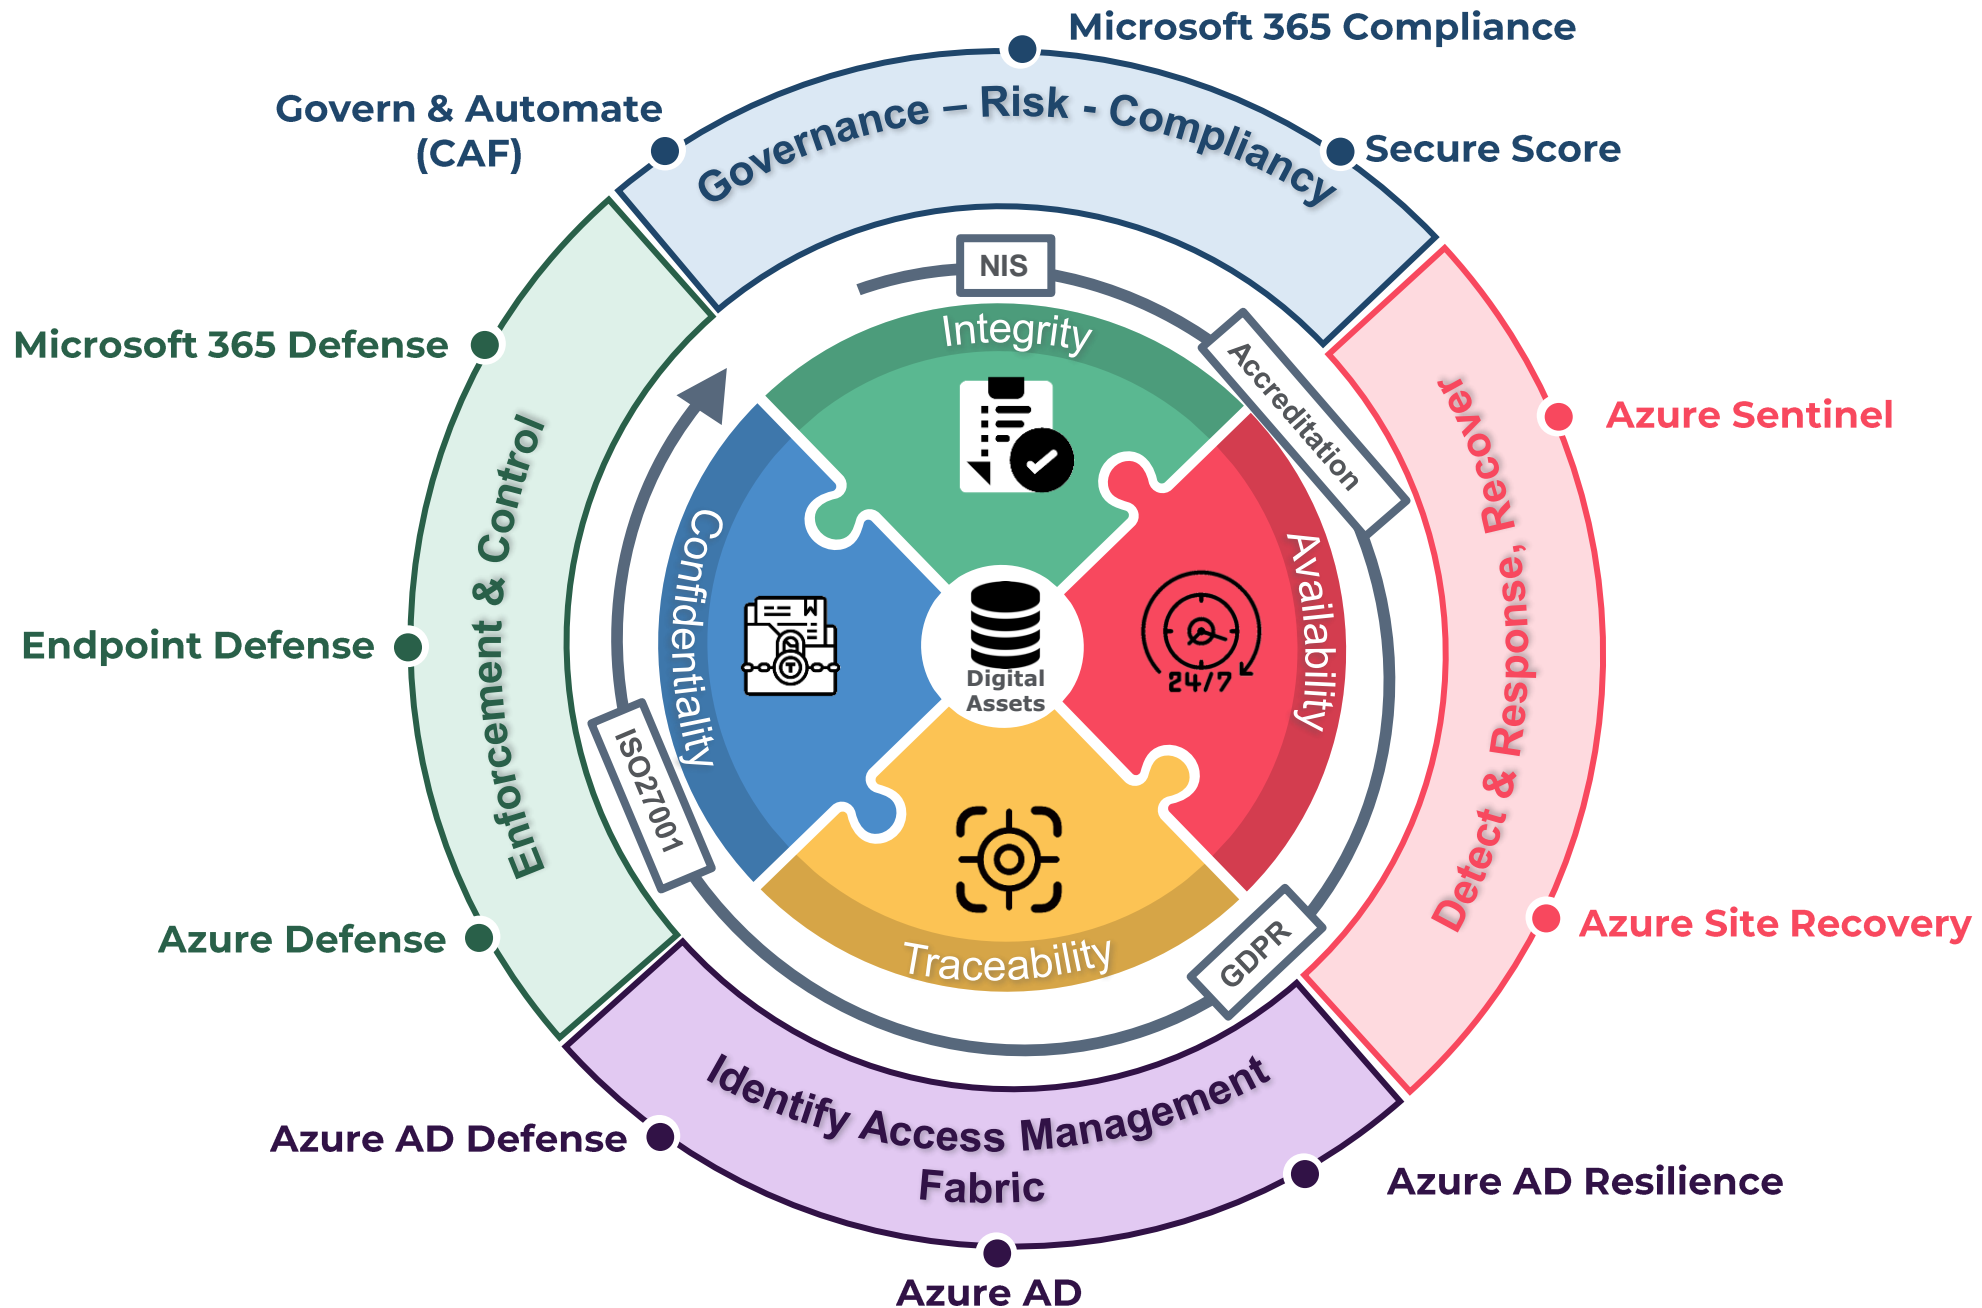 Microsoft 365 Compliance
Govern & Automate
(CAF)
Secure Score
Governance – Risk - Compliancy
Microsoft 365 Defense
Endpoint Defense
Azure Defense
Enforcement & Control
Azure Sentinel
Azure Site Recovery
Detect & Response, Recover
NIS
Accreditation
GDPR
ISO27001
Integrity
Availability
24/7
Traceability
Confidentiality
T
Digital
Assets
Identify Access Management
Fabric
Azure AD Defense
Azure AD Resilience
Azure AD